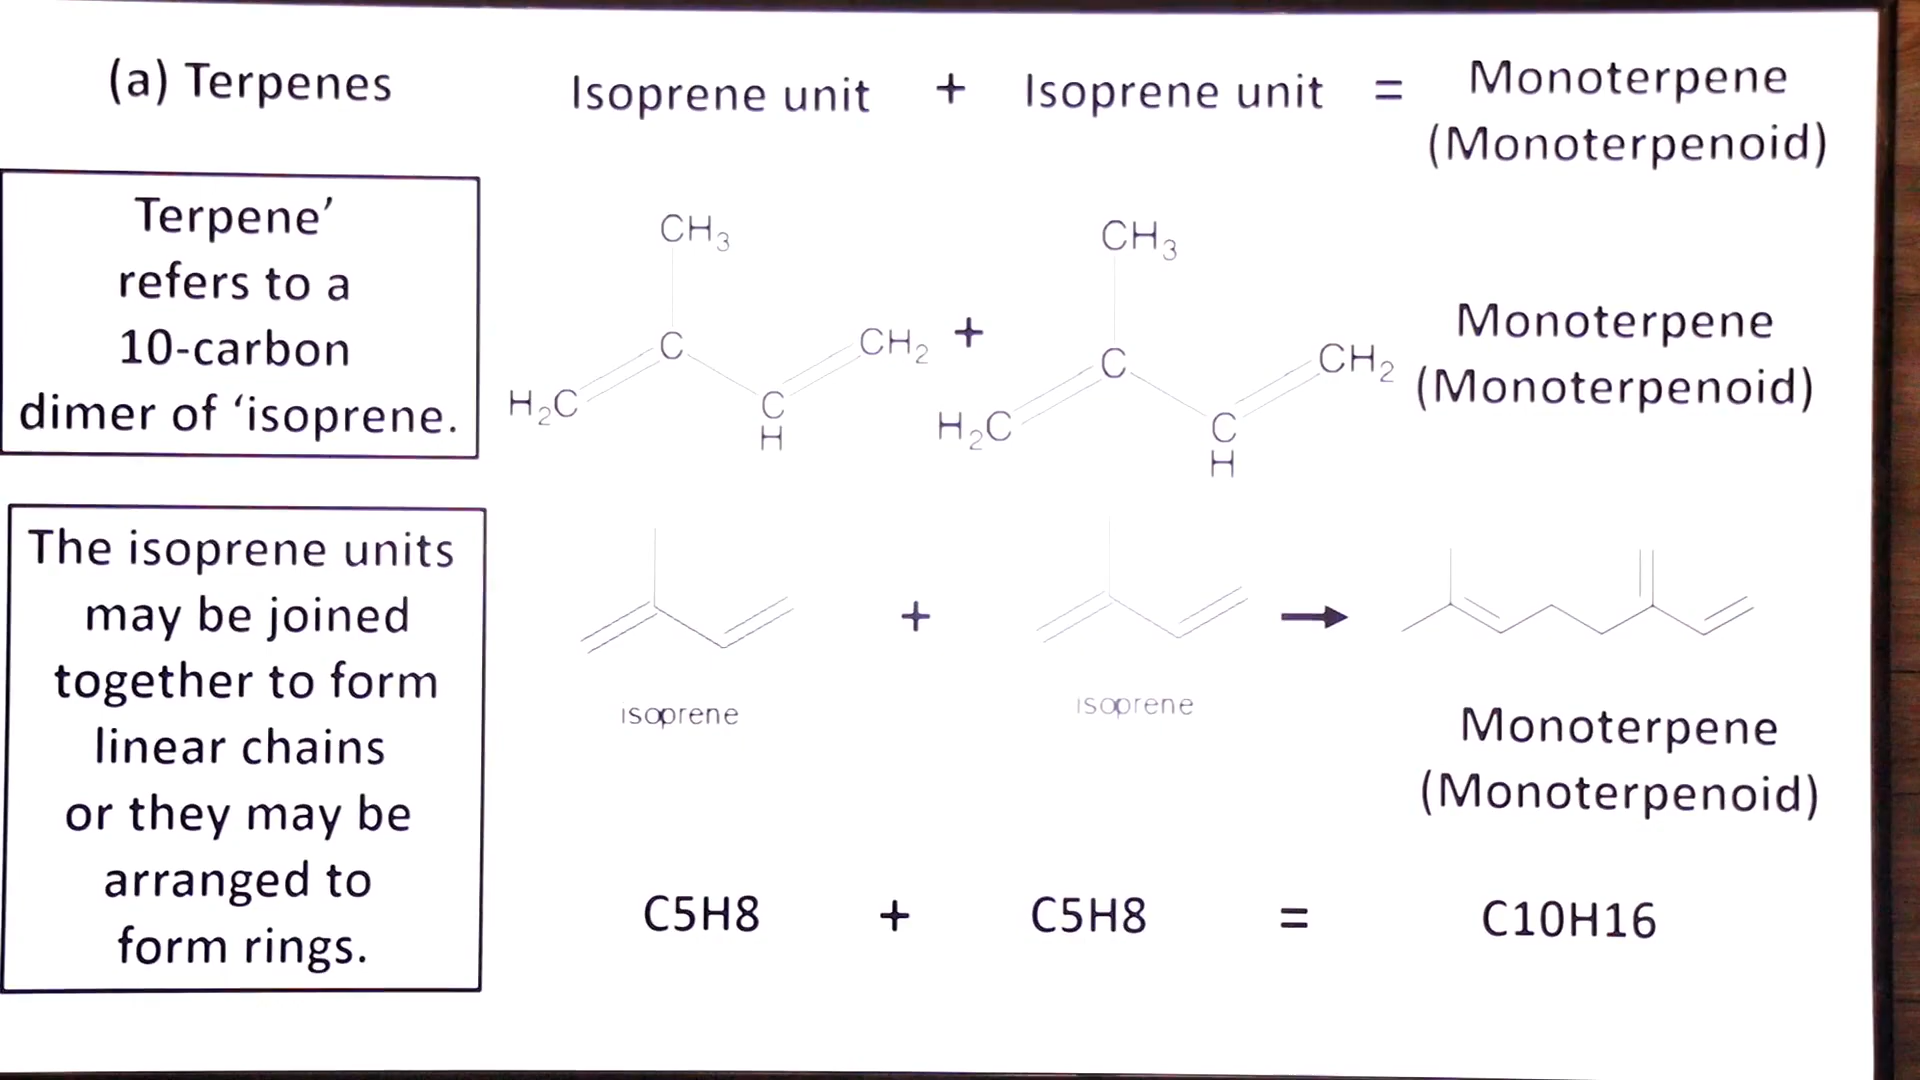 (a) Terpenes
Isoprene unit + Isoprene unit = Monoterpene
(Monoterpenoid)
Terpene’
refers to a
10-carbon
dimer of ‘isoprene.
CH3
C
CH2
H2C
C
H
+
CH3
C
CH2
H2C
C
H
Monoterpene
(Monoterpenoid)
The isoprene units
may be joined
together to form
linear chains
or they may be
arranged to
form rings.
+
isoprene
isoprene
Monoterpene
(Monoterpenoid)
C5H8 + C5H8 = C10H16